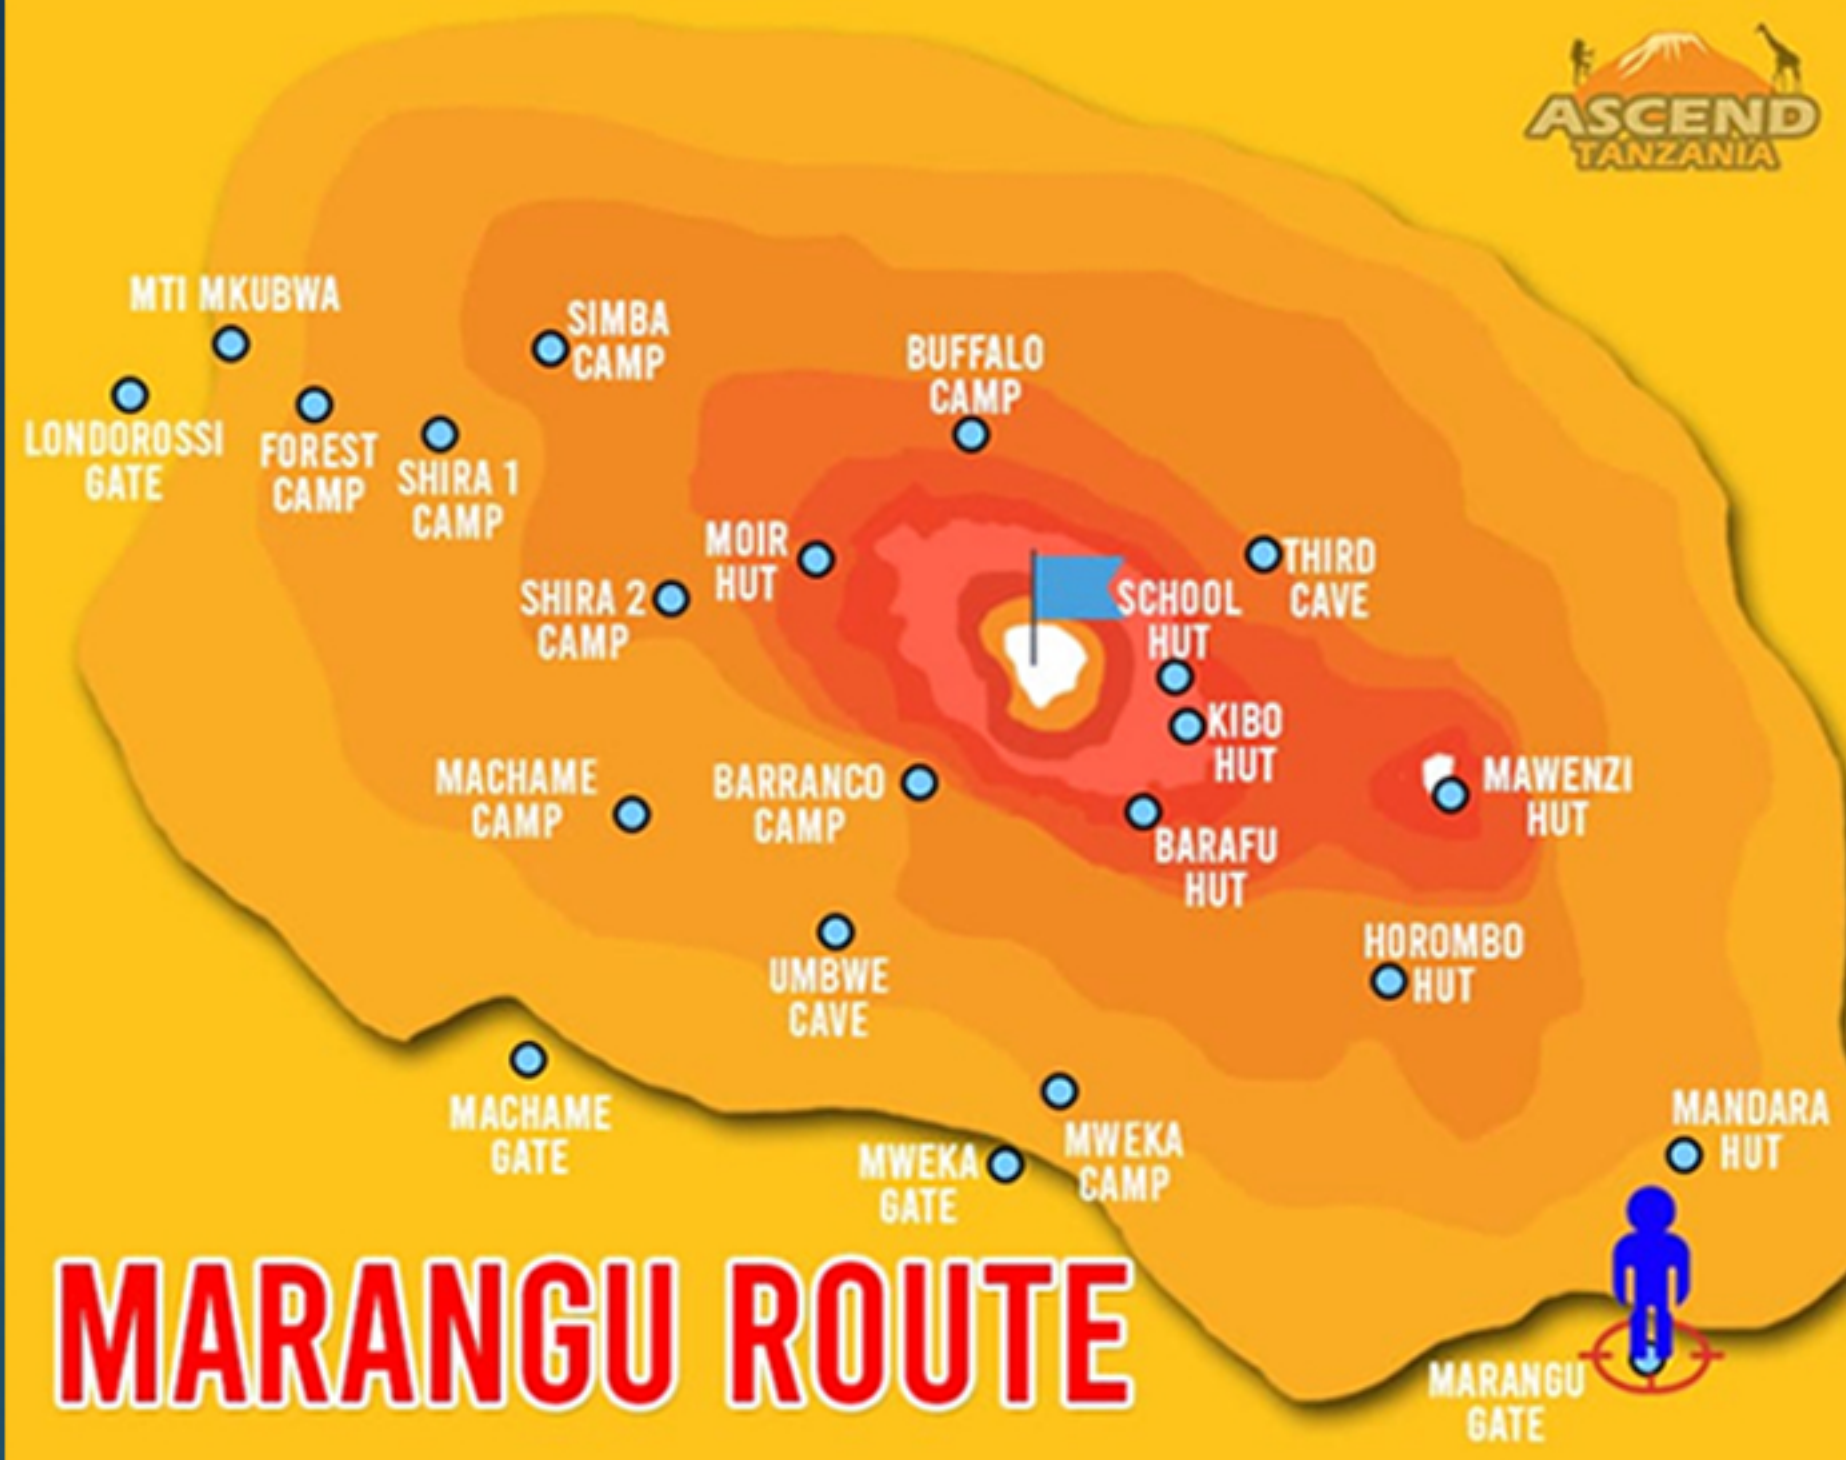 ASCEND
TANZANIA
MTI MKUBWA
SIMBA
CAMP
BUFFALO
CAMP
LONDOROSSI
GATE
FOREST
CAMP
SHIRA 1
CAMP
MOIR
HUT
THIRD
CAVE
SHIRA 2
CAMP
SCHOOL
HUT
KIBO
HUT
MACHAME
CAMP
BARRANCO
CAMP
MAWENZI
HUT
BARAFU
HUT
UMBWE
CAVE
HOROMBO
HUT
MACHAME
GATE
MWEKA
CAMP
MWEKA
GATE
MANDARA
HUT
MARANGU ROUTE
MARANGU
GATE